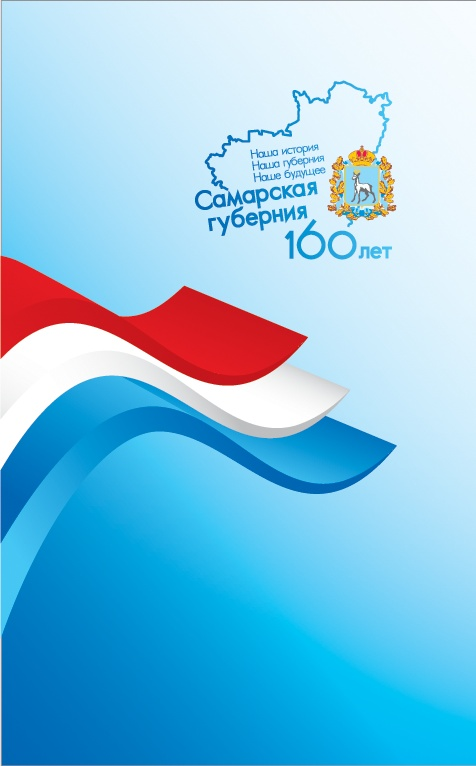 Наша история
Наша губерния
Наше будущее
Самарская
губерния
160 лет